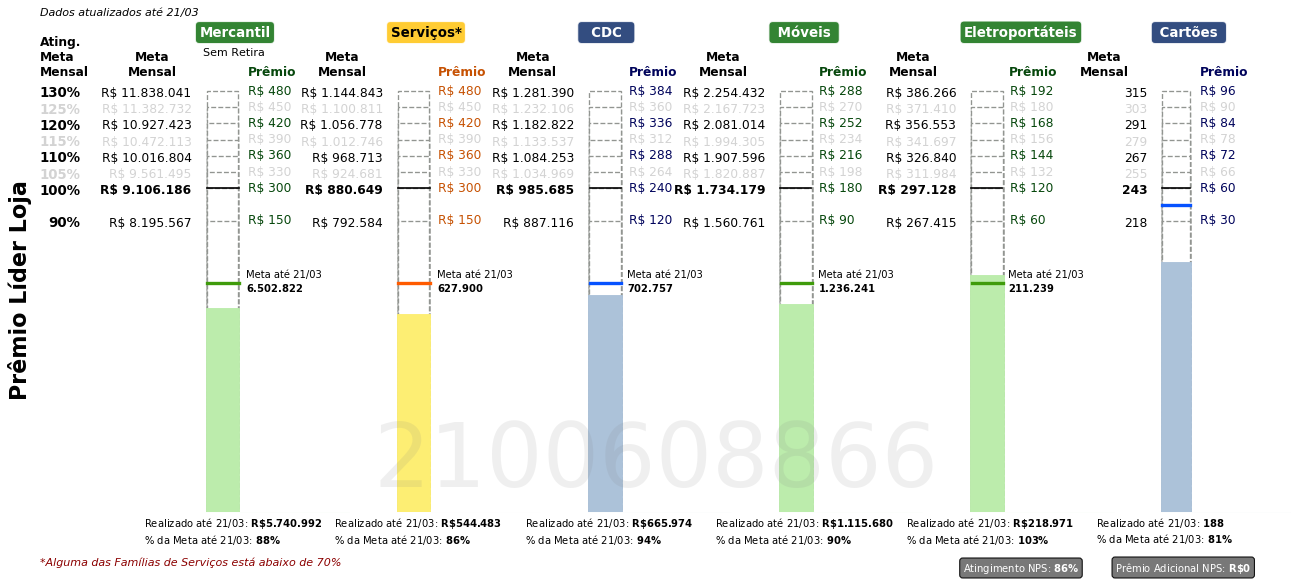 Dados atualizados até 21/03
Mercantil Serviços* CDC Móveis Eletroportáteis Cartões
Sem Retira
Ating. Meta Mensal
Meta Mensal Prêmio Meta Mensal Prêmio Meta Mensal Prêmio Meta Mensal Prêmio Meta Mensal Prêmio Meta Mensal Prêmio
130% R$ 11.838.041 R$ 480 R$ 1.144.843 R$ 480 R$ 1.281.390 R$ 384 R$ 2.254.432 R$ 288 R$ 386.266 R$ 192 315 R$ 96
125% R$ 11.382.732 R$ 450 R$ 1.100.811 R$ 450 R$ 1.232.106 R$ 360 R$ 2.167.723 R$ 270 R$ 371.410 R$ 180 303 R$ 90
120% R$ 10.927.423 R$ 420 R$ 1.056.778 R$ 420 R$ 1.182.822 R$ 336 R$ 2.081.014 R$ 252 R$ 356.553 R$ 168 291 R$ 84
115% R$ 10.472.113 R$ 390 R$ 1.012.746 R$ 390 R$ 1.133.537 R$ 312 R$ 1.994.305 R$ 234 R$ 341.697 R$ 156 279 R$ 78
110% R$ 10.016.804 R$ 360 R$ 968.713 R$ 360 R$ 1.084.253 R$ 288 R$ 1.907.596 R$ 216 R$ 326.840 R$ 144 267 R$ 72
105% R$ 9.561.495 R$ 330 R$ 924.681 R$ 330 R$ 1.034.969 R$ 264 R$ 1.820.887 R$ 198 R$ 311.984 R$ 132 255 R$ 66
100% R$ 9.106.186 R$ 300 R$ 880.649 R$ 300 R$ 985.685 R$ 240 R$ 1.734.179 R$ 180 R$ 297.128 R$ 120 243 R$ 60
90% R$ 8.195.567 R$ 150 R$ 792.584 R$ 150 R$ 887.116 R$ 120 R$ 1.560.761 R$ 90 R$ 267.415 R$ 60 218 R$ 30
Prêmio Líder Loja
Meta até 21/03 Meta até 21/03 Meta até 21/03 Meta até 21/03 Meta até 21/03
6.502.822 627.900 702.757 1.236.241 211.239
2100608866
Realizado até 21/03: R$5.740.992 Realizado até 21/03: R$544.483 Realizado até 21/03: R$665.974 Realizado até 21/03: R$1.115.680 Realizado até 21/03: R$218.971 Realizado até 21/03: 188
% da Meta até 21/03: 88% % da Meta até 21/03: 86% % da Meta até 21/03: 94% % da Meta até 21/03: 90% % da Meta até 21/03: 103% % da Meta até 21/03: 81%
*Alguma das Famílias de Serviços está abaixo de 70% Atingimento NPS: 86% Prêmio Adicional NPS: R$0